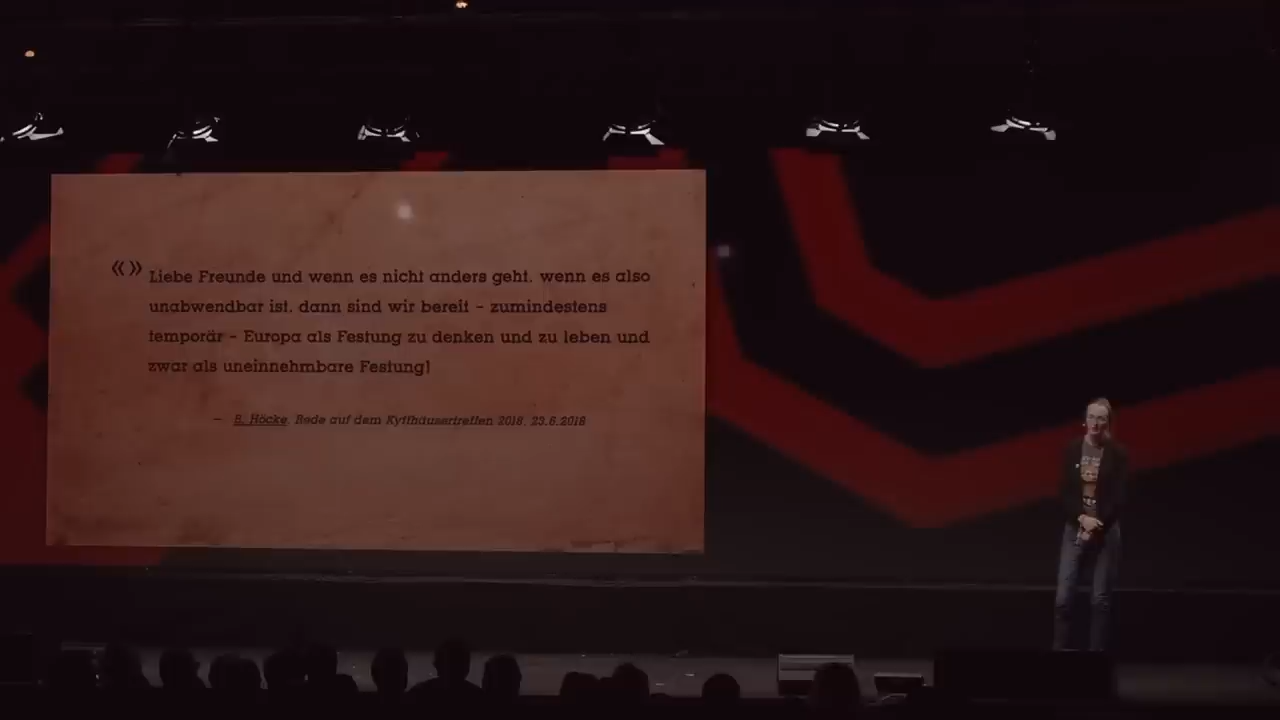 «» Liebe Freunde und wenn es nicht anders geht, wenn es also
unabwendbar ist, dann sind wir bereit – zumindestens
temporär – Europa als Festung zu denken und zu leben und
zwar als uneinnehmbare Festung!
— B. Höcke, Rede auf dem Kyffhäusertreffen 2018, 23.6.2018